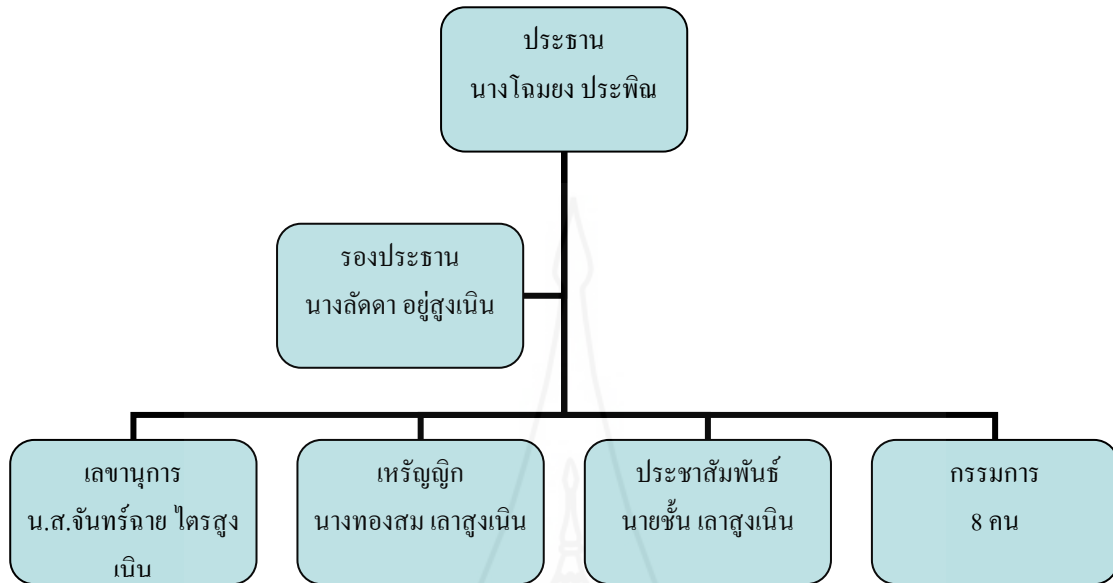 ประธาน
นางโฉมยง ประพิณ
รองประธาน
นางลัดดา อยู่สูงเนิน
เลขานุการ
น.ส.จันทร์ฉาย ไตรสูง
เนิน
เหรัญญิก
นางทองสม เลาสูงเนิน
ประชาสัมพันธ์
นายชั้น เลาสูงเนิน
กรรมการ
8 คน